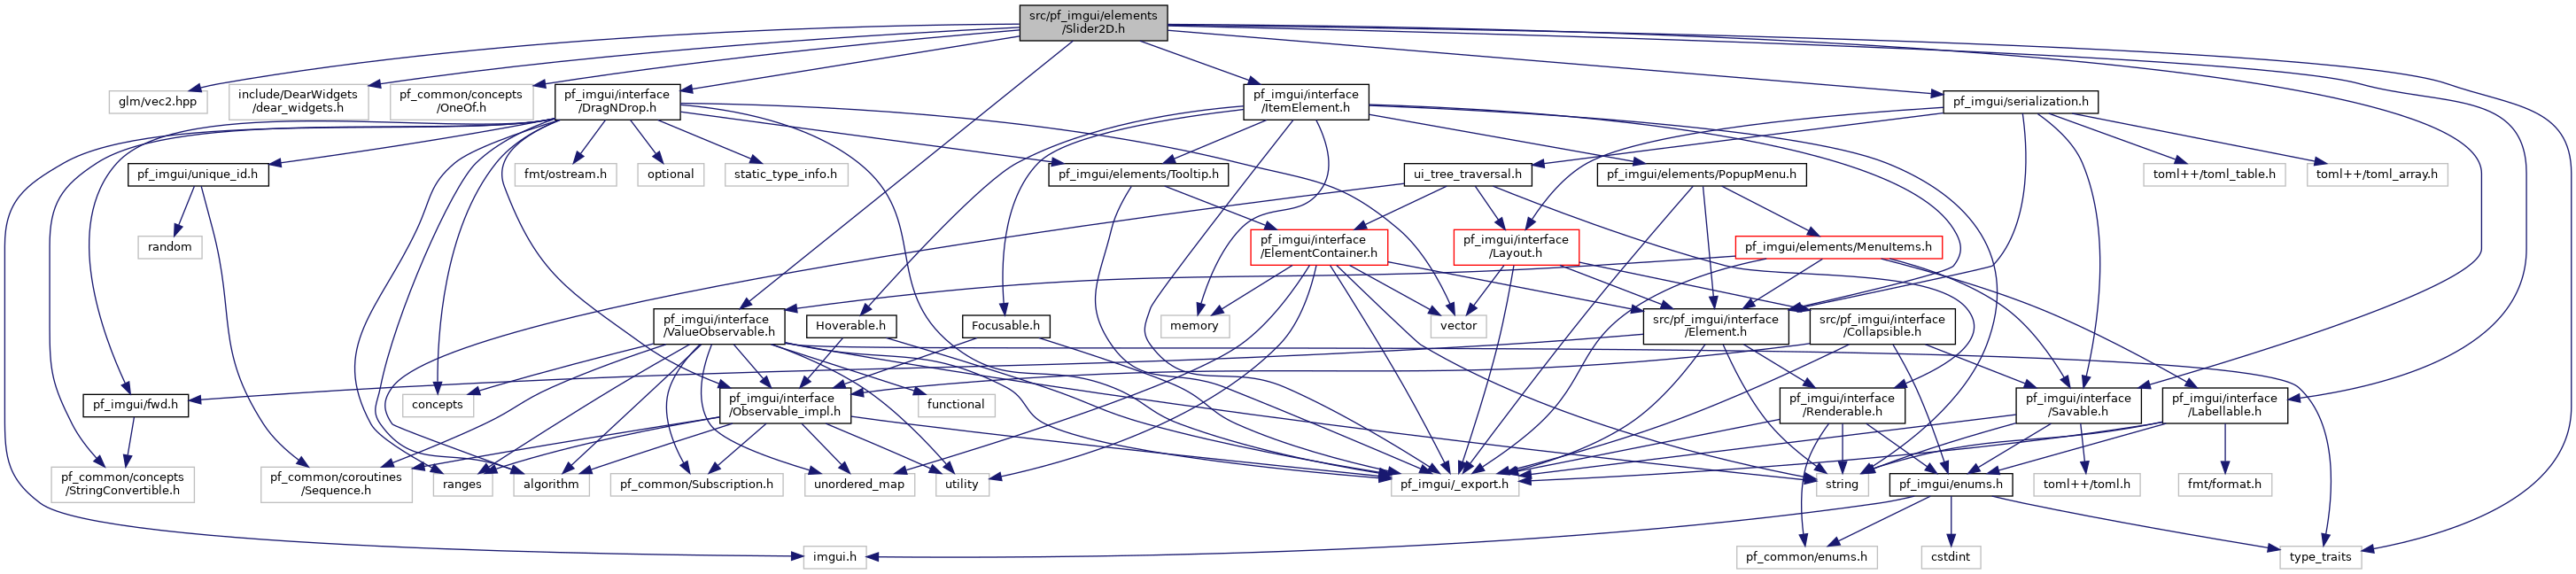 src/pf_imgui/elements
/Slider2D.h
glm/vec2.hpp
include/DearWidgets
/dear_widgets.h
pf_common/concepts
/OneOf.h
pf_imgui/interface
/DragNDrop.h
pf_imgui/interface
/ItemElement.h
pf_imgui/serialization.h
pf_imgui/unique_id.h
fmt/ostream.h
optional
static_type_info.h
pf_imgui/elements/Tooltip.h
ui_tree_traversal.h
pf_imgui/elements/PopupMenu.h
toml++/toml_table.h
toml++/toml_array.h
random
pf_imgui/interface
/ElementContainer.h
pf_imgui/interface
/Layout.h
pf_imgui/elements/MenuItems.h
pf_imgui/interface
/ValueObservable.h
Hoverable.h
Focusable.h
memory
vector
src/pf_imgui/interface
/Element.h
src/pf_imgui/interface
/Collapsible.h
pf_imgui/fwd.h
concepts
pf_imgui/interface
/Observable_impl.h
functional
pf_imgui/interface
/Renderable.h
pf_imgui/interface
/Savable.h
pf_imgui/interface
/Labellable.h
pf_common/concepts
/StringConvertible.h
pf_common/coroutines
/Sequence.h
ranges
algorithm
pf_common/Subscription.h
unordered_map
utility
pf_imgui/_export.h
string
pf_imgui/enums.h
toml++/toml.h
fmt/format.h
imgui.h
pf_common/enums.h
cstdint
type_traits